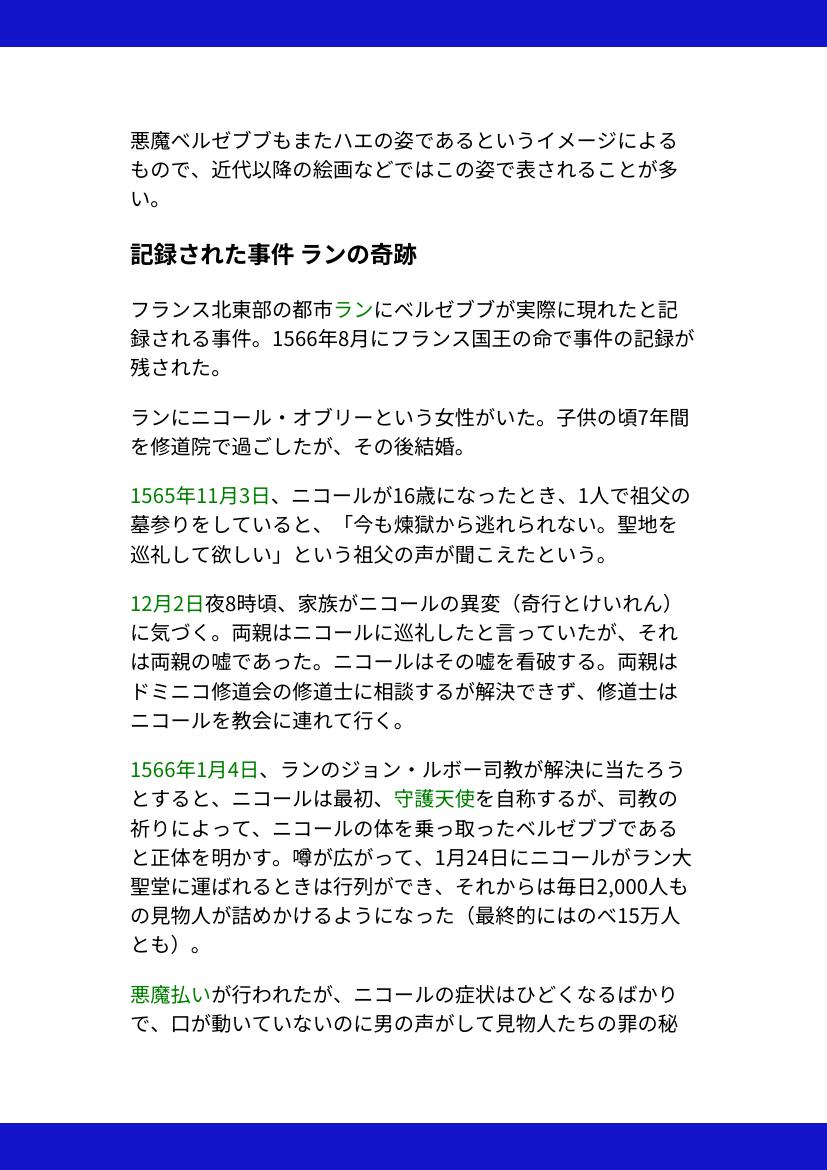 悪魔ベルゼブブもまたハエの姿であるというイメージによる
もので、近代以降の絵画などではこの姿で表されることが多
い。
記録された事件 ランの奇跡
フランス北東部の都市ランにベルゼブブが実際に現れたと記
録される事件。1566年8月にフランス国王の命で事件の記録が
残された。
ランにニコール・オブリーという女性がいた。子供の頃7年間
を修道院で過ごしたが、その後結婚。
1565年11月3日、ニコールが16歳になったとき、1人で祖父の
墓参りをしていると、「今も煉獄から逃れられない。聖地を
巡礼して欲しい」という祖父の声が聞こえたという。
12月2日夜8時頃、家族がニコールの異変（奇行とけいれん）
に気づく。両親はニコールに巡礼したと言っていたが、それ
は両親の嘘であった。ニコールはその嘘を看破する。両親は
ドミニコ修道会の修道士に相談するが解決できず、修道士は
ニコールを教会に連れて行く。
1566年1月4日、ランのジョン・ルボー司教が解決に当たろう
とすると、ニコールは最初、守護天使を自称するが、司教の
祈りによって、ニコールの体を乗っ取ったベルゼブブである
と正体を明かす。噂が広がって、1月24日にニコールがラン大
聖堂に運ばれるときは行列ができ、それからは毎日2,000人も
の見物人が詰めかけるようになった（最終的にはのべ15万人
とも）。
悪魔払いが行われたが、ニコールの症状はひどくなるばかり
で、口が動いていないのに男の声がして見物人たちの罪の秘